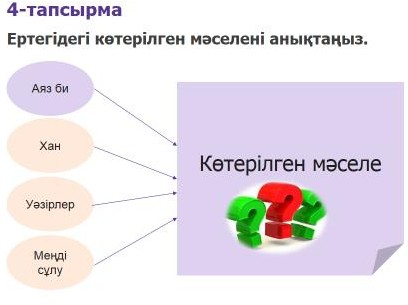 4-тапсырма
Ертегідегі көтерілген мәселені анықтаңыз.
Аяз би
Хан
Уәзірлер
Меңді
сұлу
Көтерілген мәселе